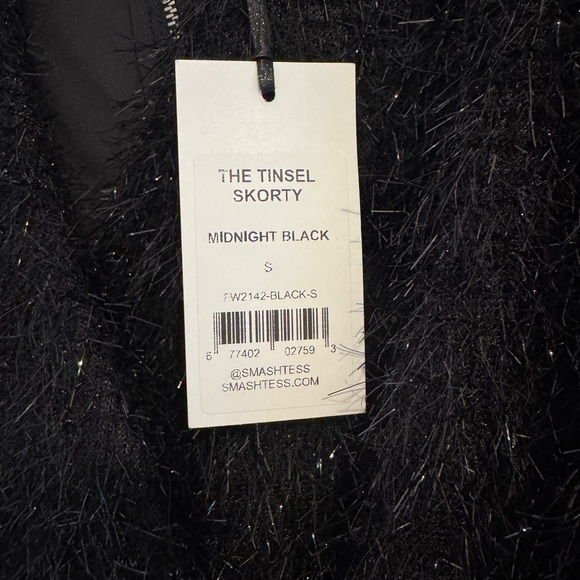 THE TINSEL
SKORTY
MIDNIGHT BLACK
S
FW2142-BLACK-S
6 77402 02759 3
@SMASHTESS
SMASHTESS.COM